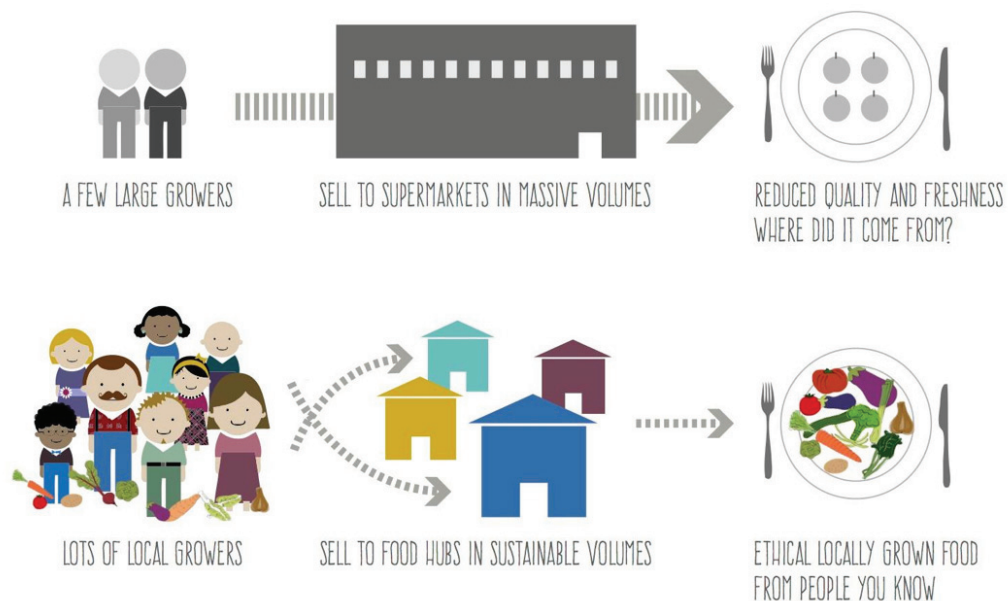 A FEW LARGE GROWERS
SELL TO SUPERMARKETS IN MASSIVE VOLUMES
REDUCED QUALITY AND FRESHNESS
WHERE DID IT COME FROM?
LOTS OF LOCAL GROWERS
SELL TO FOOD HUBS IN SUSTAINABLE VOLUMES
ETHICAL LOCALLY GROWN FOOD
FROM PEOPLE YOU KNOW